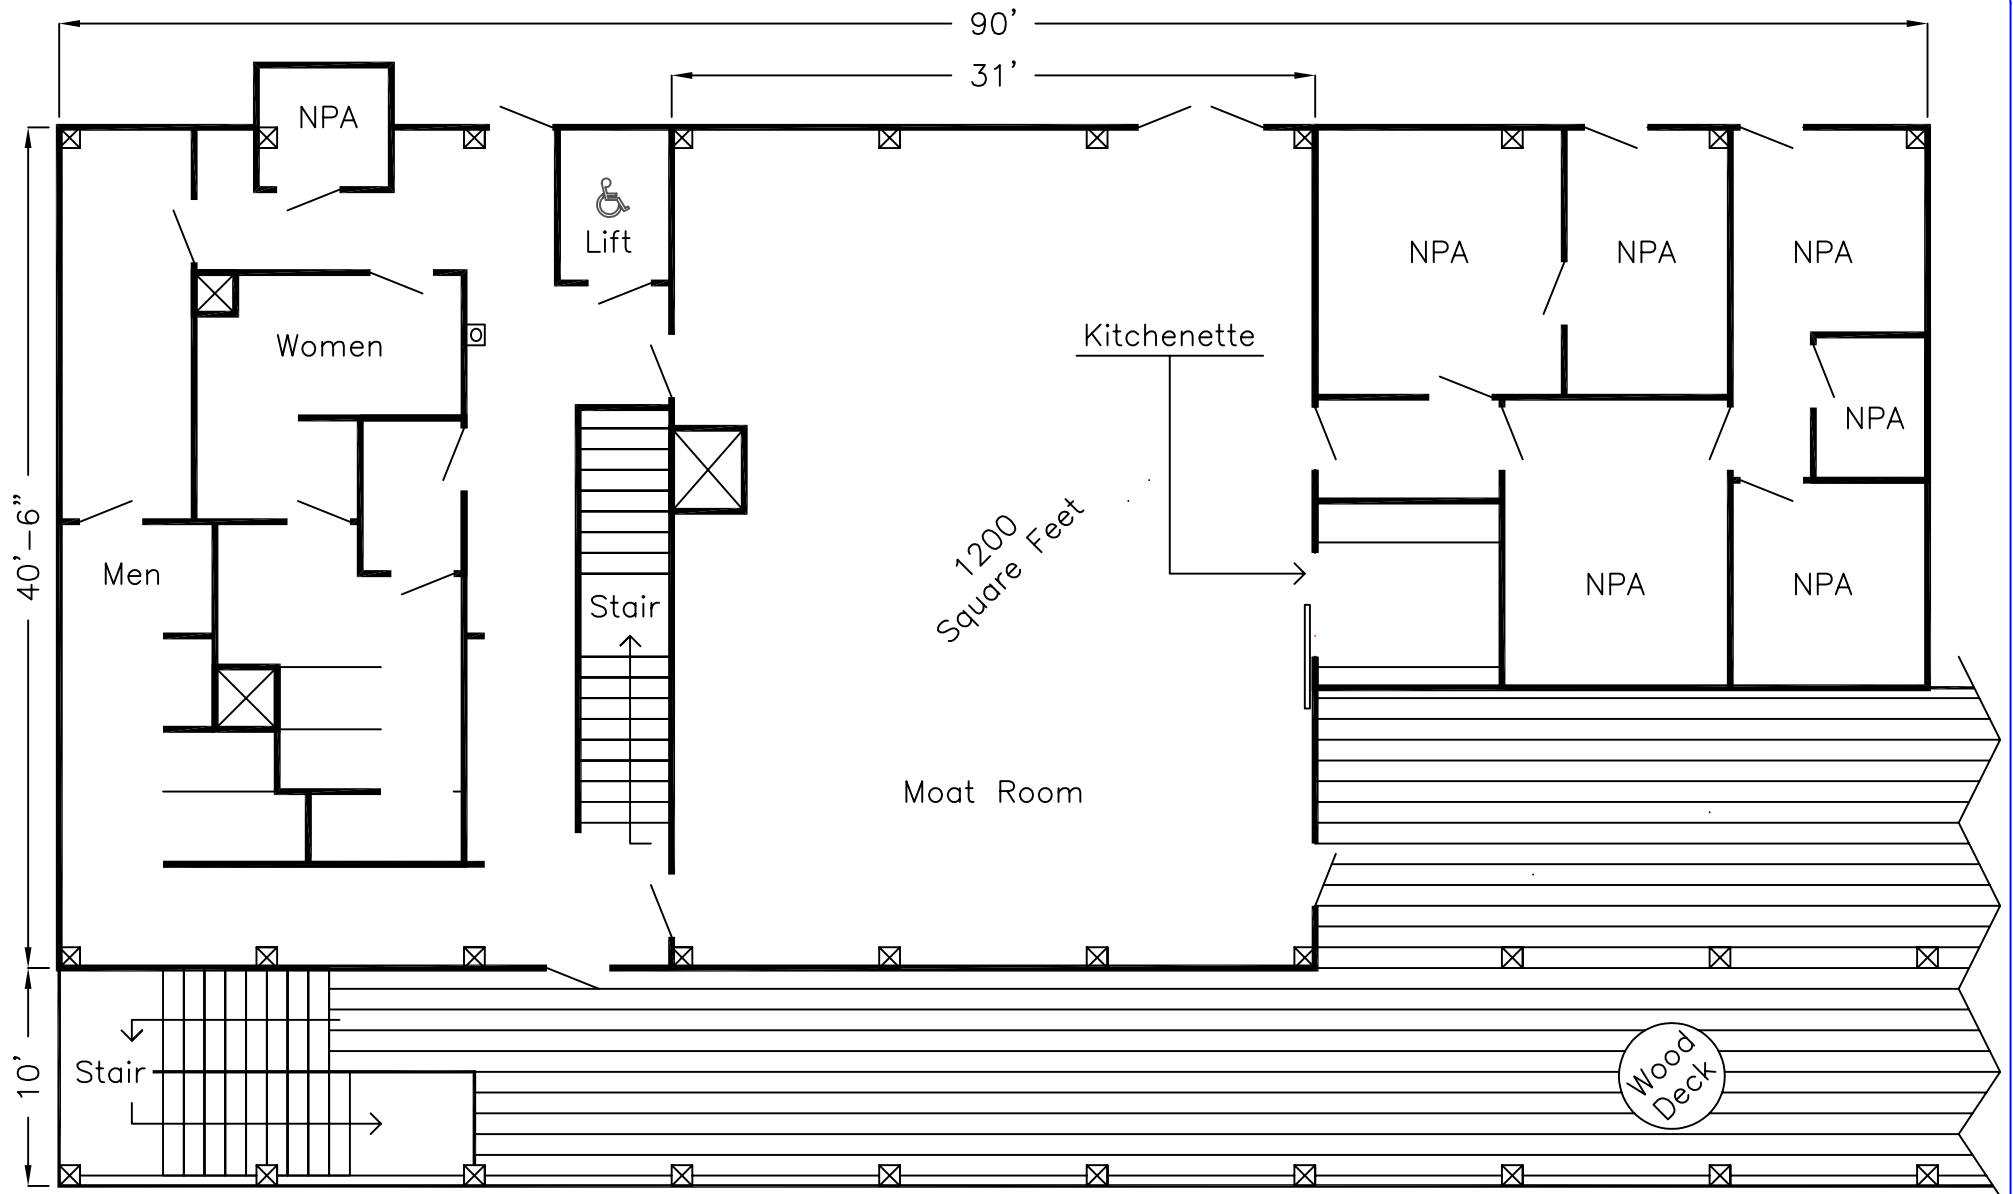 90’
31’
NPA
Lift
NPA
NPA
NPA
Kitchenette
Women
NPA
40’–6”
1200
Square Feet
Men
Stair
NPA
NPA
Moat Room
10’
Stair
Wood
Deck